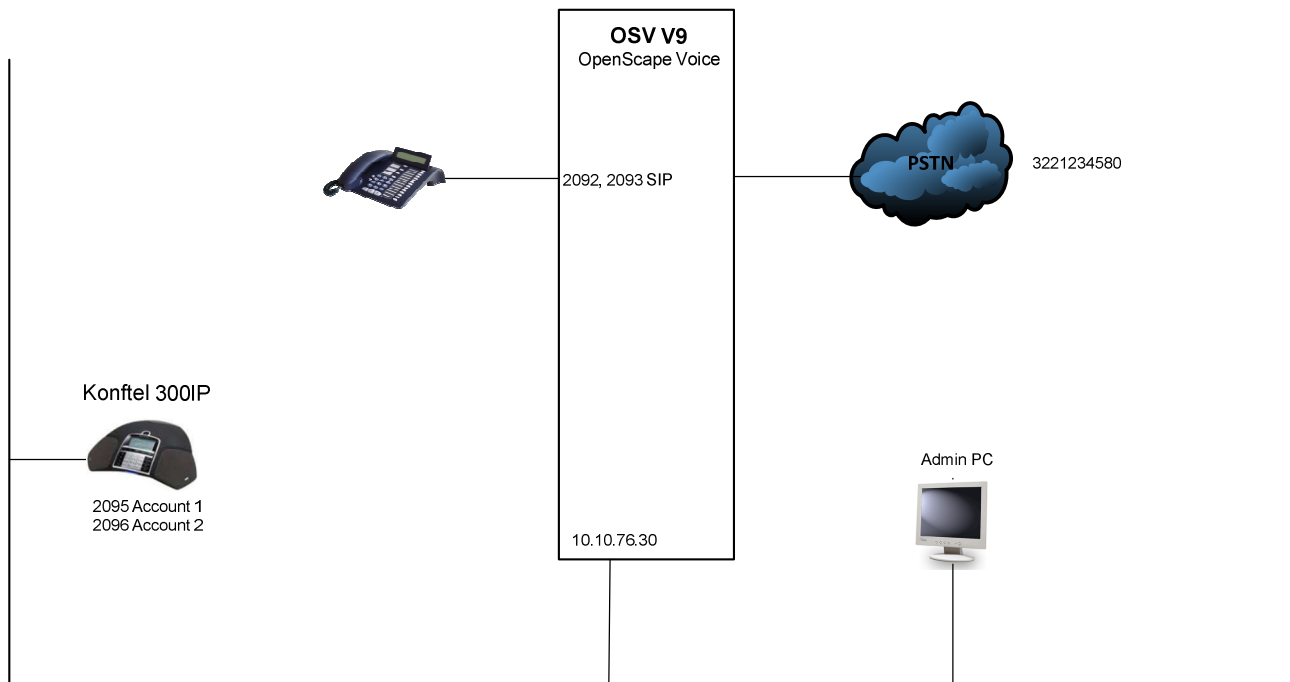 OSV V9
OpenScape Voice
2092, 2093 SIP
PSTN
3221234580
Konftel 300IP
2095 Account 1
2096 Account 2
Admin PC
10.10.76.30